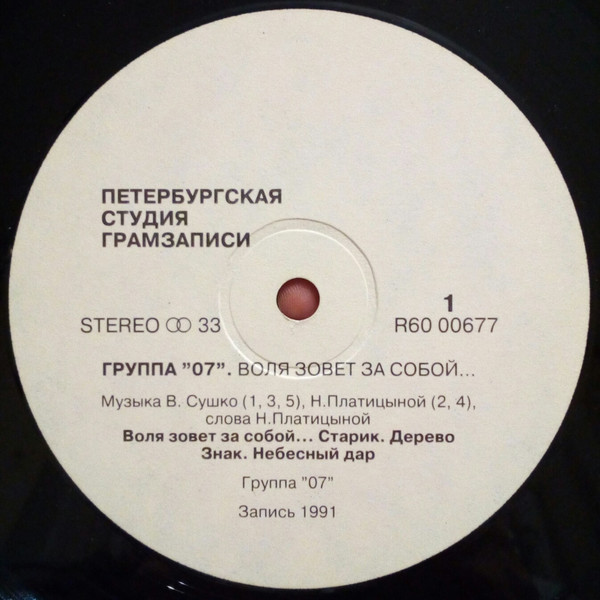 ПЕТЕРБУРГСКАЯ
СТУДИЯ
ГРАМЗАПИСИ
1
STEREO 33 R60 00677
ГРУППА "07". ВОЛЯ ЗОВЕТ ЗА СОБОЙ...
Музыка В. Сушко (1, 3, 5), Н.Платицыной (2, 4),
слова Н.Платицыной
Воля зовет за собой... Старик. Дерево
Знак. Небесный дар
Группа "07"
Запись 1991